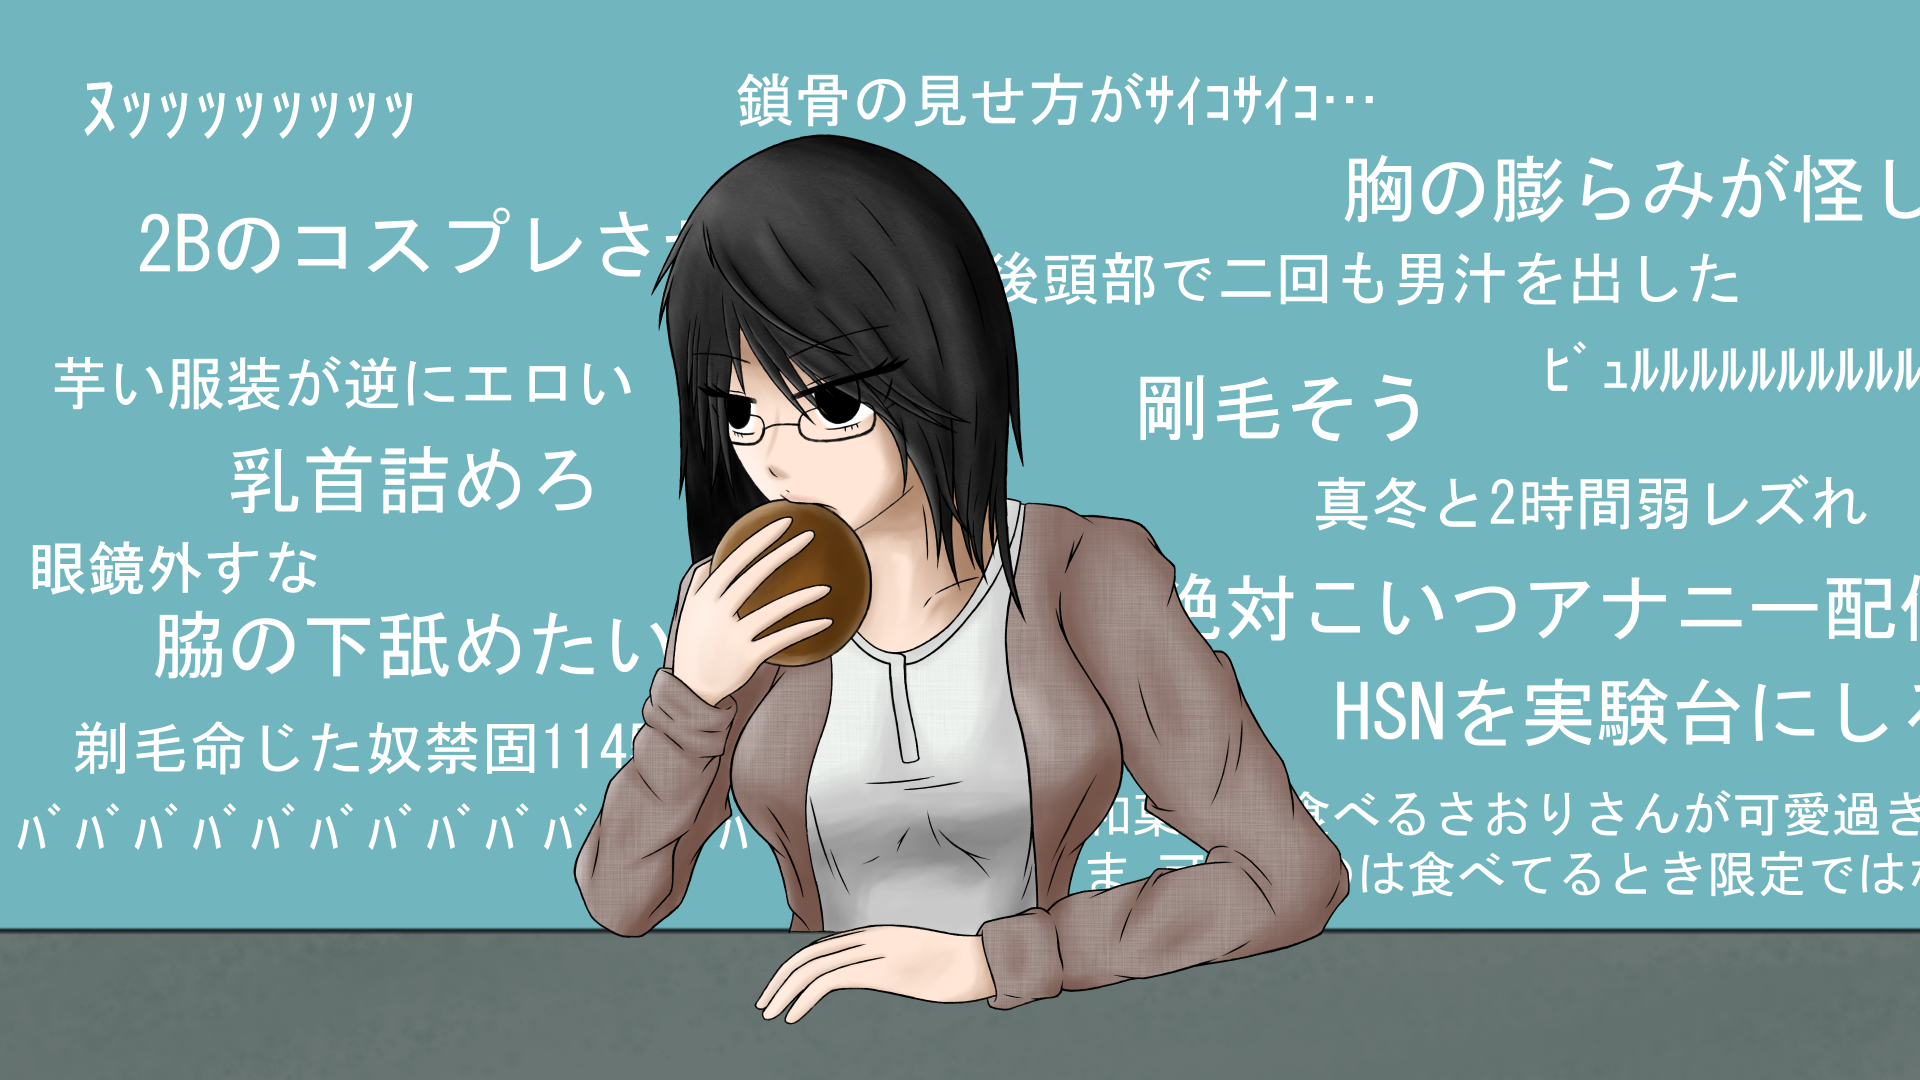 ﾇｯｯｯｯｯｯｯｯ
鎖骨の見せ方がｻｲｺｻｲｺ…
胸の膨らみが怪し
2Bのコスプレさ
後頭部で二回も男汁を出した
ﾋﾞｭﾙﾙﾙﾙﾙﾙﾙﾙﾙﾙ
芋い服装が逆にエロい
剛毛そう
乳首詰めろ
真冬と2時間弱レズれ
眼鏡外すな
絶対こいつアナニー配信
脇の下舐めたい
HSNを実験台にしろ
剃毛命じた奴禁固114
ﾊﾞﾊﾞﾊﾞﾊﾞﾊﾞﾊﾞﾊﾞﾊﾞﾊﾞﾊﾞ
食べるさおりさんが可愛過ぎ
は食べてるとき限定では